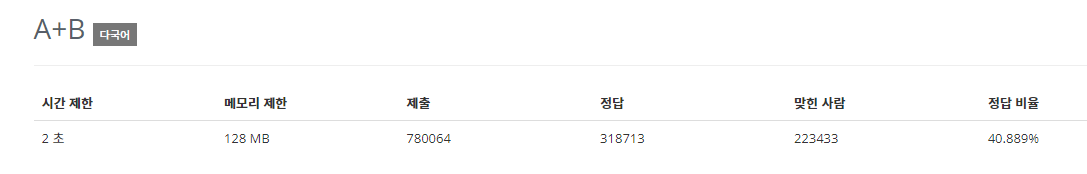 A+B 다국어
시간 제한 메모리 제한 제출 정답 맞힌 사람 정답 비율
2 초 128 MB 780064 318713 223433 40.889%